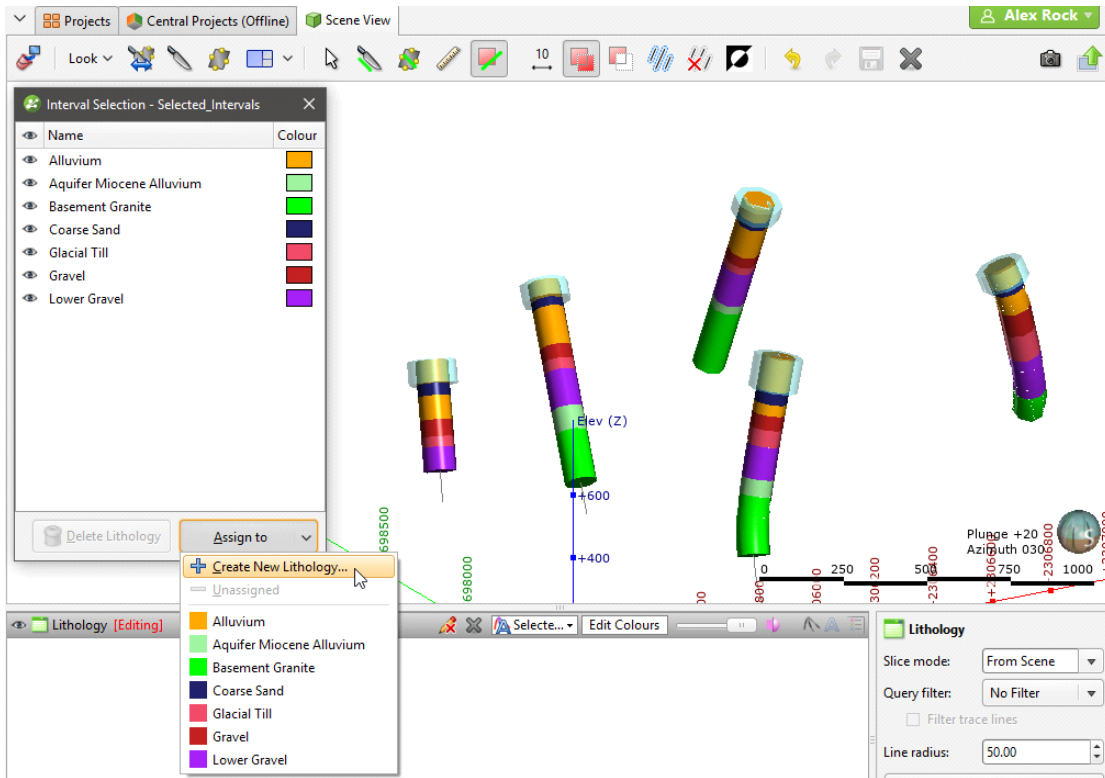 Projects
Central Projects (Offline)
Scene View
Alex Rock
Look
10
Interval Selection - Selected_Intervals
Name
Colour
Alluvium
Aquifer Miocene Alluvium
Basement Granite
Coarse Sand
Glacial Till
Gravel
Lower Gravel
Delete Lithology
Assign to
Create New Lithology...
Unassigned
Alluvium
Aquifer Miocene Alluvium
Basement Granite
Coarse Sand
Glacial Till
Gravel
Lower Gravel
Elev (Z)
+600
+400
698500
698000
Plunge +20
Azimuth 030
0
250
500
750
1000
Lithology [Editing]
Selecte...
Edit Colours
Lithology
Slice mode:
From Scene
Query filter:
No Filter
Filter trace lines
Line radius:
50.00